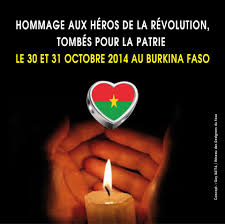 HOMMAGE AUX HÉROS DE LA RÉVOLUTION,
TOMBÉS POUR LA PATRIE
LE 30 ET 31 OCTOBRE 2014 AU BURKINA FASO